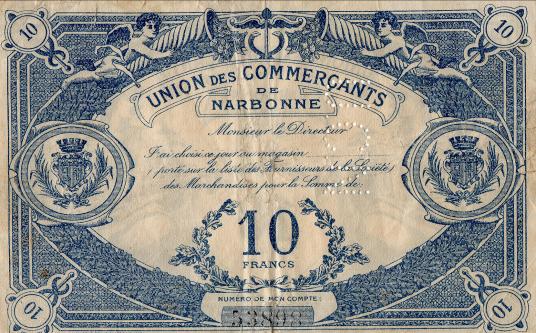 10 10
UNION DES COMMERÇANTS
DE
NARBONNE
Monsieur le Directeur
J'ai choisi ce jour au magasin
(porté sur la liste des Fournisseurs de la Société)
des Marchandises pour la Somme de:
10
FRANCS
NUMÉRO DE MON COMPTE:
10 10